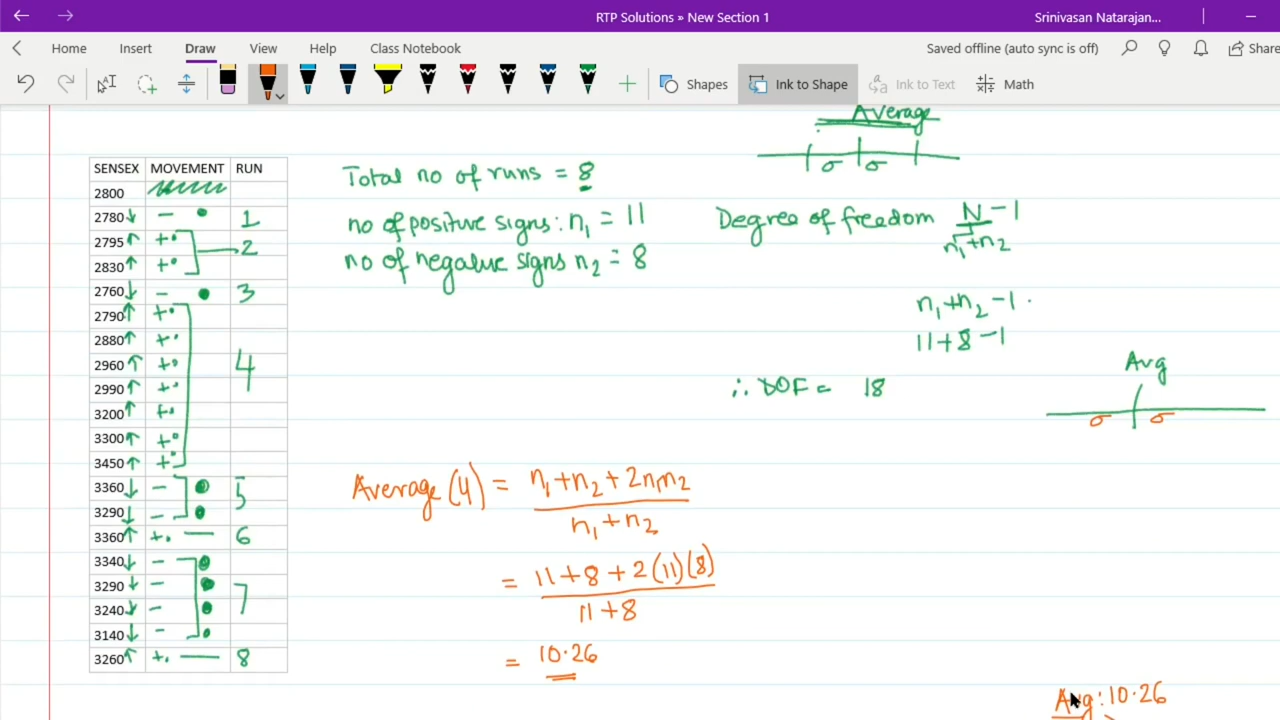 RTP Solutions » New Section 1
Srinivasan Natarajan...
Home Insert Draw View Help Class Notebook
Saved offline (auto sync is off)
Share
Shapes
Ink to Shape
Ink to Text
Math
Average
σ σ
SENSEX MOVEMENT RUN
2800
2780 ↓ - 1
2795 ↑ + 2
2830 ↑ +
2760 ↓ - 3
2790 ↑ +
2880 ↑ +
2960 ↑ + 4
2990 ↑ +
3200 ↑ +
3300 ↑ +
3450 ↑ +
3360 ↓ - 5
3290 ↓ -
3360 ↑ + 6
3340 ↓ -
3290 ↓ -
3240 ↓ - 7
3140 ↓ -
3260 ↑ + 8
Total no of runs = 8
no of positive signs: n₁ = 11
no of negative signs n₂ = 8
Degree of freedom N - 1
n₁+n₂
n₁+n₂ -1
11+8 -1
∴ DOF = 18
Avg
σ σ
Average (μ) = n₁+n₂ + 2n₁n₂
n₁ + n₂
= 11 + 8 + 2(11)(8)
11 + 8
= 10.26
Avg: 10.26